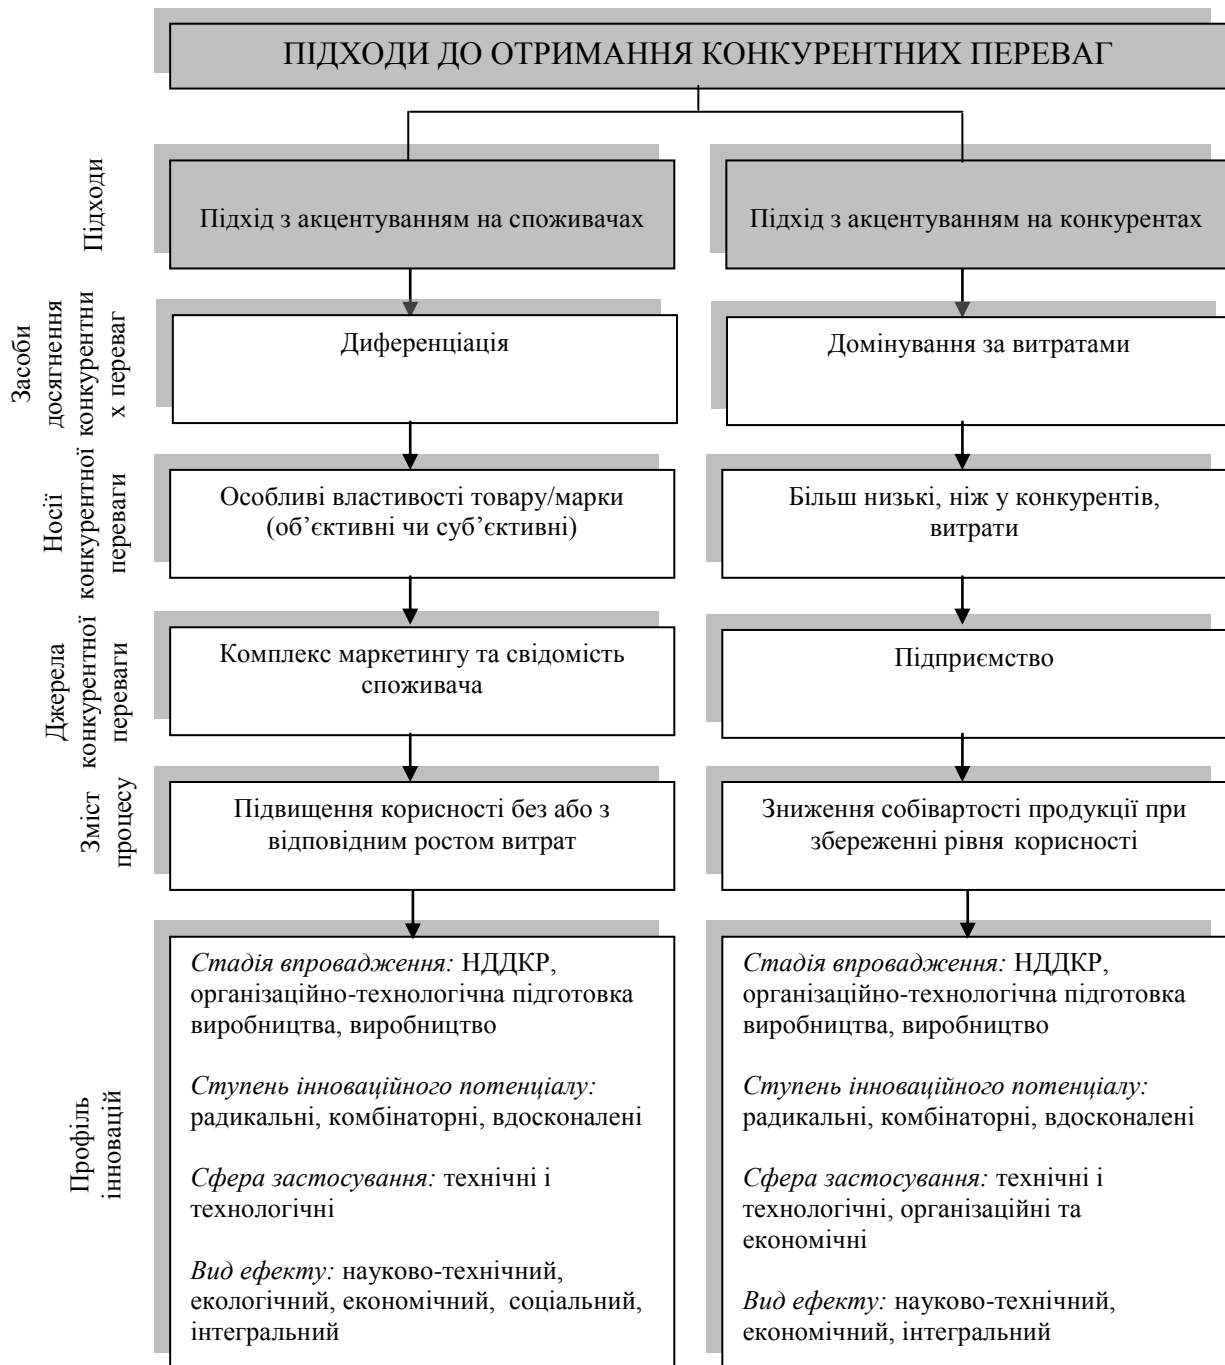 ПІДХОДИ ДО ОТРИМАННЯ КОНКУРЕНТНИХ ПЕРЕВАГ
Підходи
Підхід з акцентуванням на споживачах
Підхід з акцентуванням на конкурентах
Засоби
досягнення
конкурентни
х переваг
Диференціація
Домінування за витратами
Носії
конкурентної
переваги
Особливі властивості товару/марки
(об’єктивні чи суб’єктивні)
Більш низькі, ніж у конкурентів,
витрати
Джерела
конкурентної
переваги
Комплекс маркетингу та свідомість
споживача
Підприємство
Зміст
процесу
Підвищення корисності без або з
відповідним ростом витрат
Зниження собівартості продукції при
збереженні рівня корисності
Профіль
інновацій
Стадія впровадження: НДДКР,
організаційно-технологічна підготовка
виробництва, виробництво
Ступень інноваційного потенціалу:
радикальні, комбінаторні, вдосконалені
Сфера застосування: технічні і
технологічні
Вид ефекту: науково-технічний,
екологічний, економічний, соціальний,
інтегральний
Стадія впровадження: НДДКР,
організаційно-технологічна підготовка
виробництва, виробництво
Ступень інноваційного потенціалу:
радикальні, комбінаторні, вдосконалені
Сфера застосування: технічні і
технологічні, організаційні та
економічні
Вид ефекту: науково-технічний,
економічний, інтегральний